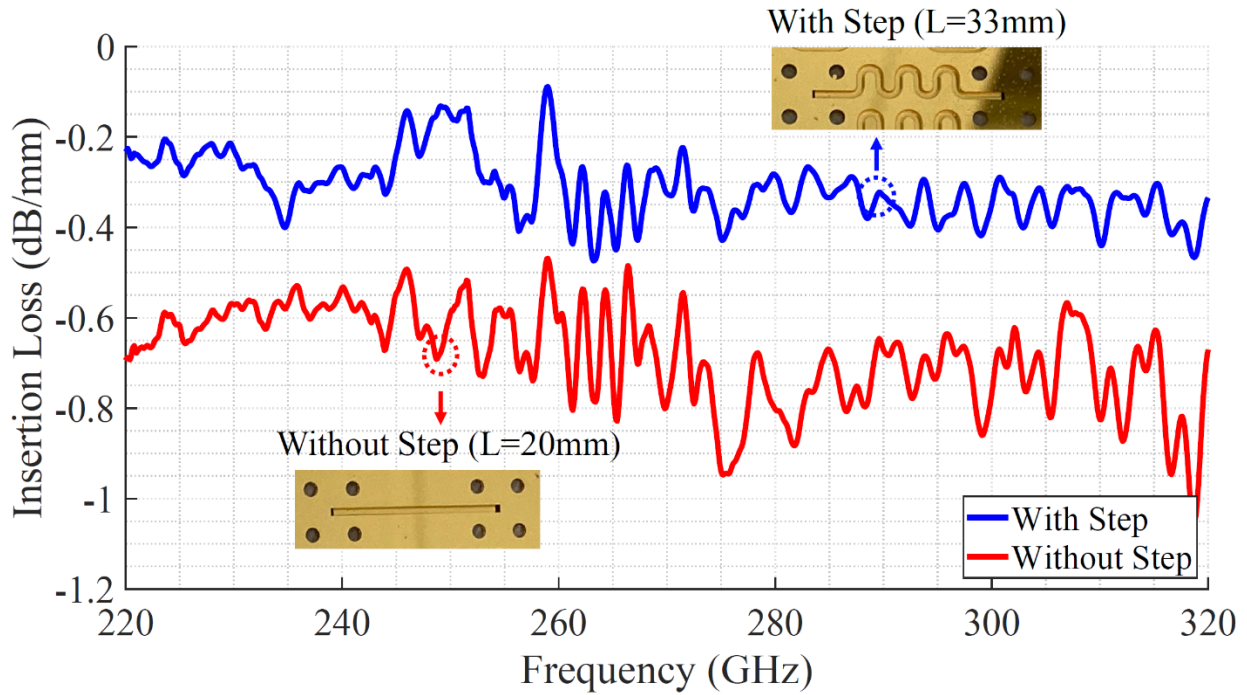 With Step (L=33mm)
0
-0.2
-0.4
-0.6
-0.8
-1
-1.2
Insertion Loss (dB/mm)
Without Step (L=20mm)
With Step
Without Step
220
240
260
280
300
320
Frequency (GHz)